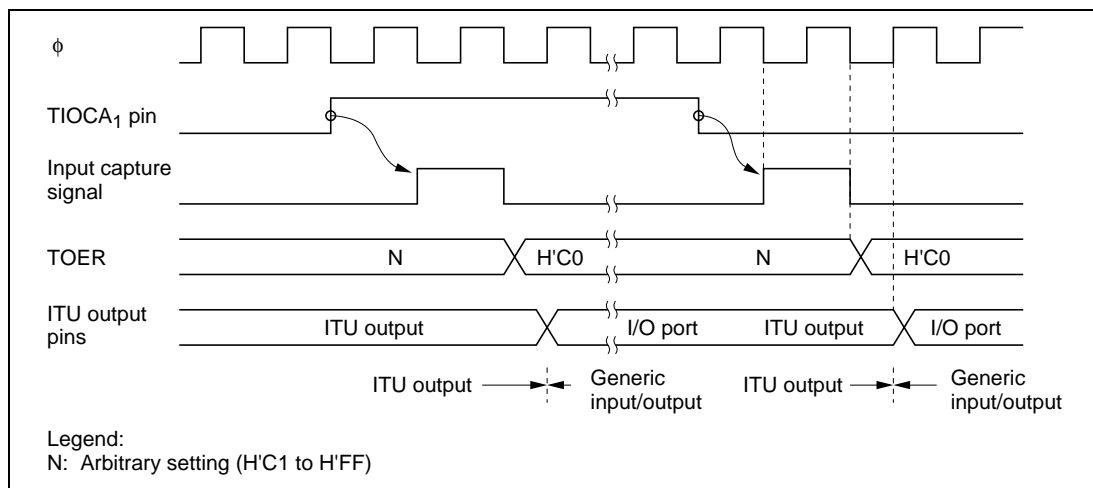 ϕ
TIOCA1 pin
Input capture
signal
TOER
N
H'C0
N
H'C0
ITU output
pins
ITU output
I/O port
ITU output
I/O port
ITU output
Generic
input/output
ITU output
Generic
input/output
Legend:
N: Arbitrary setting (H'C1 to H'FF)